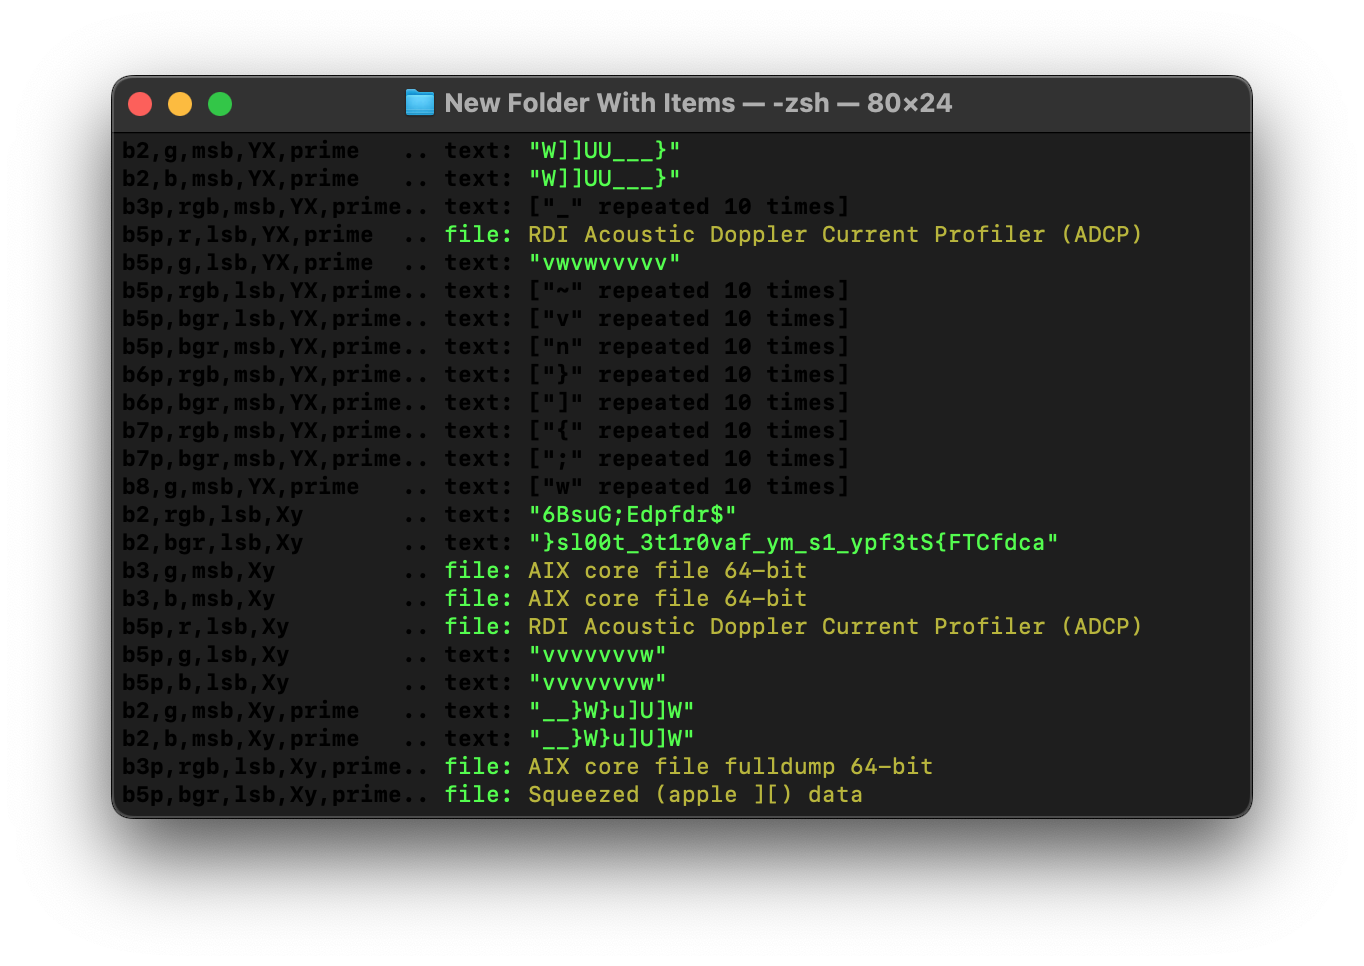 New Folder With Items — -zsh — 80×24
b2,g,msb,YX,prime   .. text: "W]]UU___}"
b2,b,msb,YX,prime   .. text: "W]]UU___}"
b3p,rgb,msb,YX,prime.. text: ["_" repeated 10 times]
b5p,r,lsb,YX,prime  .. file: RDI Acoustic Doppler Current Profiler (ADCP)
b5p,g,lsb,YX,prime  .. text: "vwvwvvvvv"
b5p,rgb,lsb,YX,prime.. text: ["~" repeated 10 times]
b5p,bgr,lsb,YX,prime.. text: ["v" repeated 10 times]
b5p,bgr,msb,YX,prime.. text: ["n" repeated 10 times]
b6p,rgb,msb,YX,prime.. text: ["}" repeated 10 times]
b6p,bgr,msb,YX,prime.. text: ["]" repeated 10 times]
b7p,rgb,msb,YX,prime.. text: ["{" repeated 10 times]
b7p,bgr,msb,YX,prime.. text: [";" repeated 10 times]
b8,g,msb,YX,prime   .. text: ["w" repeated 10 times]
b2,rgb,lsb,Xy       .. text: "6BsuG;Edpfdr$"
b2,bgr,lsb,Xy       .. text: "}sl00t_3t1r0vaf_ym_s1_ypf3tS{FTCfdca"
b3,g,msb,Xy         .. file: AIX core file 64-bit
b3,b,msb,Xy         .. file: AIX core file 64-bit
b5p,r,lsb,Xy        .. file: RDI Acoustic Doppler Current Profiler (ADCP)
b5p,g,lsb,Xy        .. text: "vvvvvvvw"
b5p,b,lsb,Xy        .. text: "vvvvvvvw"
b2,g,msb,Xy,prime   .. text: "__}W}u]U]W"
b2,b,msb,Xy,prime   .. text: "__}W}u]U]W"
b3p,rgb,lsb,Xy,prime.. file: AIX core file fulldump 64-bit
b5p,bgr,lsb,Xy,prime.. file: Squeezed (apple ][) data